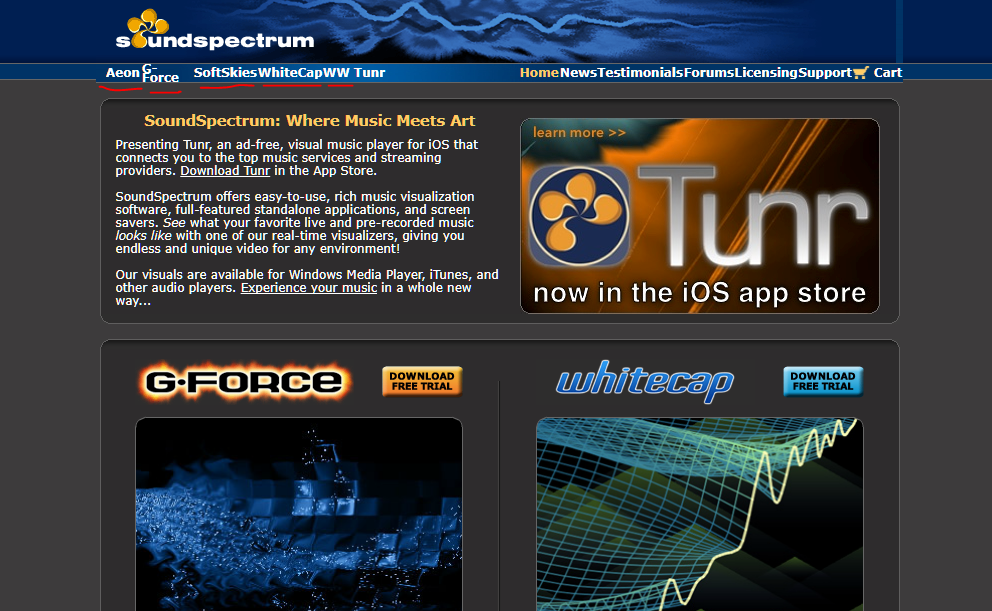 soundspectrum
Aeon G-Force SoftSkies WhiteCap WW Tunr Home News Testimonials Forums Licensing Support Cart
SoundSpectrum: Where Music Meets Art
Presenting Tunr, an ad-free, visual music player for iOS that
connects you to the top music services and streaming
providers. Download Tunr in the App Store.
SoundSpectrum offers easy-to-use, rich music visualization
software, full-featured standalone applications, and screen
savers. See what your favorite live and pre-recorded music
looks like with one of our real-time visualizers, giving you
endless and unique video for any environment!
Our visuals are available for Windows Media Player, iTunes, and
other audio players. Experience your music in a whole new
way...
learn more >>
Tunr
now in the iOS app store
G-FORCE
DOWNLOAD
FREE TRIAL
whitecap
DOWNLOAD
FREE TRIAL